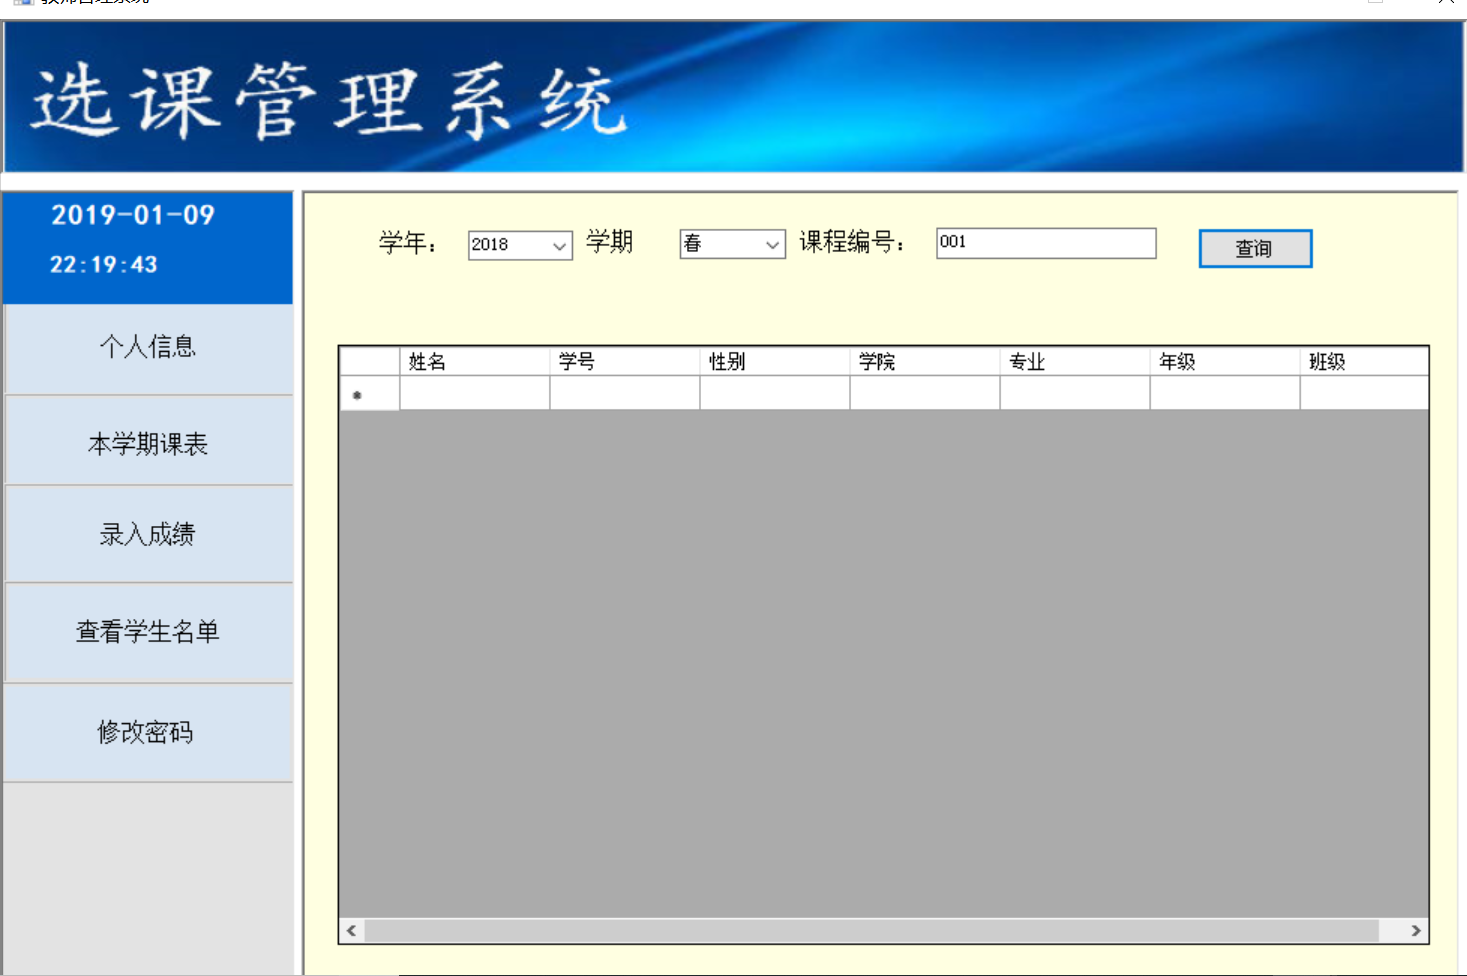 选课管理系统
2019-01-09
22:19:43
个人信息
本学期课表
录入成绩
查看学生名单
修改密码
学年： 2018 学期 春 课程编号： 001 查询
姓名 学号 性别 学院 专业 年级 班级